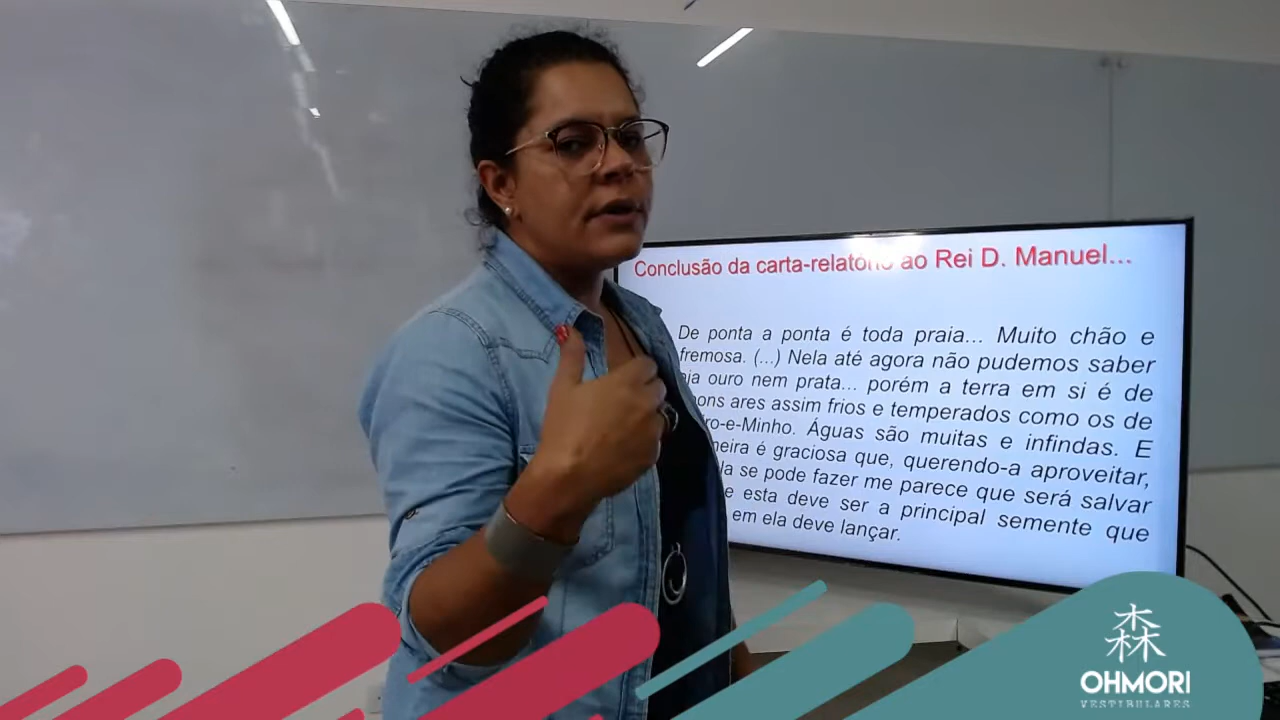 Conclusão da carta-relatório ao Rei D. Manuel...
De ponta a ponta é toda praia... Muito chão e
fremosa. (...) Nela até agora não pudemos saber
ouro nem prata... porém a terra em si é de
ares assim frios e temperados como os de
Águas são muitas e infindas. E
é graciosa que, querendo-a aproveitar,
se pode fazer me parece que será salvar
esta deve ser a principal semente que
em ela deve lançar.
森
OHMORI
VESTIBULARES